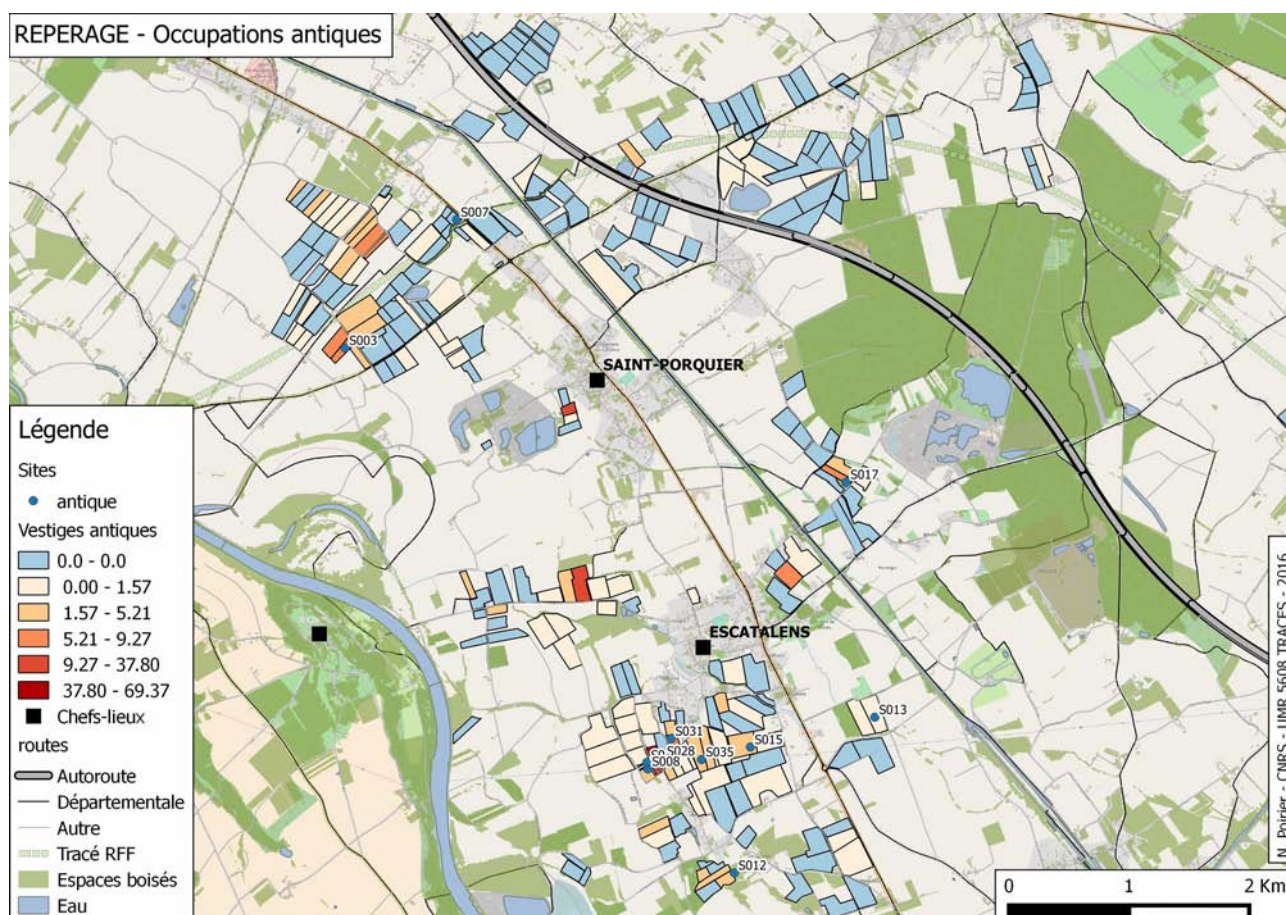 REPERAGE - Occupations antiques
S007
S003
SAINT-PORQUIER
S017
ESCATALENS
S013
S031
S028
S015
S035
S008
S012
Légende
Sites
antique
Vestiges antiques
0.0 - 0.0
0.00 - 1.57
1.57 - 5.21
5.21 - 9.27
9.27 - 37.80
37.80 - 69.37
Chefs-lieux
routes
Autoroute
Départementale
Autre
Tracé RFF
Espaces boisés
Eau
N. Poirier - CNRS - UMR 5608 TRACES - 2016
0 1 2 Km